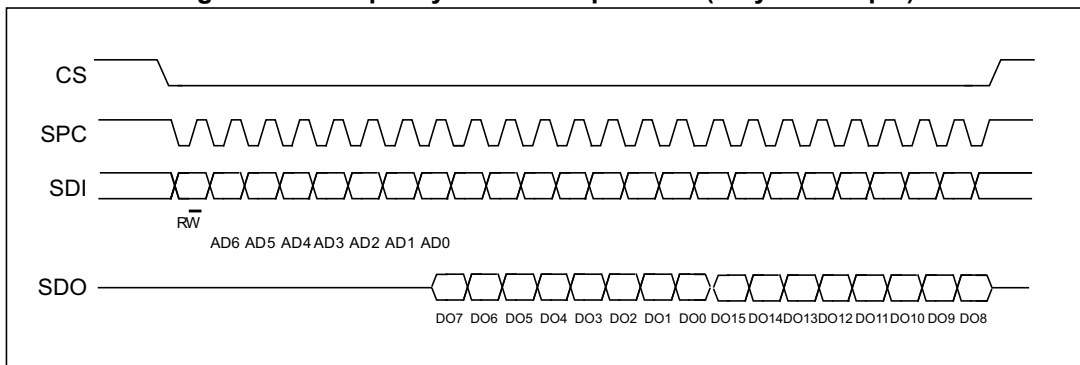 CS
SPC
SDI
RW
AD6 AD5 AD4 AD3 AD2 AD1 AD0
SDO
DO7 DO6 DO5 DO4 DO3 DO2 DO1 DO0 DO15 DO14 DO13 DO12 DO11 DO10 DO9 DO8